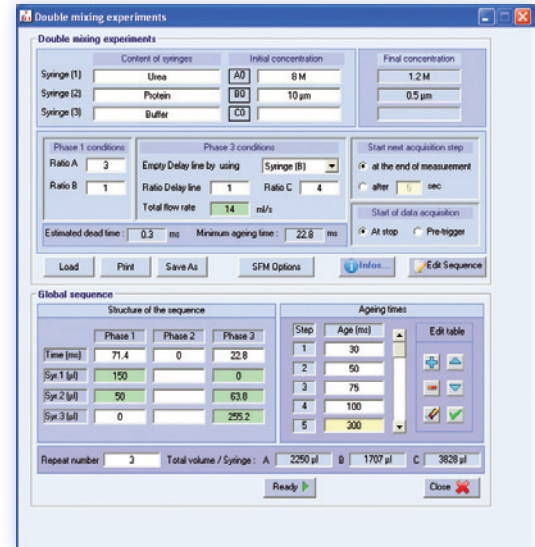 Double mixing experiments
Double mixing experiments
Content of syringes Initial concentration Final concentration
Syringe (1) Urea A0 8 M 1.2 M
Syringe (2) Protein B0 10 µm 0.5 µm
Syringe (3) Buffer C0
Phase 1 conditions Phase 3 conditions Start next acquisition step
Ratio A 3 Empty Delay line by using Syringe (B) at the end of measurement
Ratio B 1 Ratio Delay line 1 Ratio C 4 after 5 sec
Total flow rate 14 ml/s Start of data acquisition
Estimated dead time : 0.3 ms Minimum ageing time : 22.8 ms At stop Pre-trigger
Load Print Save As SFM Options Infos... Edit Sequence
Global sequence
Structure of the sequence Ageing times
Phase 1 Phase 2 Phase 3 Step Age (ms) Edit table
Time (ms) 71.4 0 22.8 1 30
Syr.1 (µl) 150 0 2 50
Syr.2 (µl) 50 63.8 3 75
Syr.3 (µl) 0 255.2 4 100
5 300
Repeat number 3 Total volume / Syringe : A 2250 µl B 1707 µl C 3828 µl
Ready Close